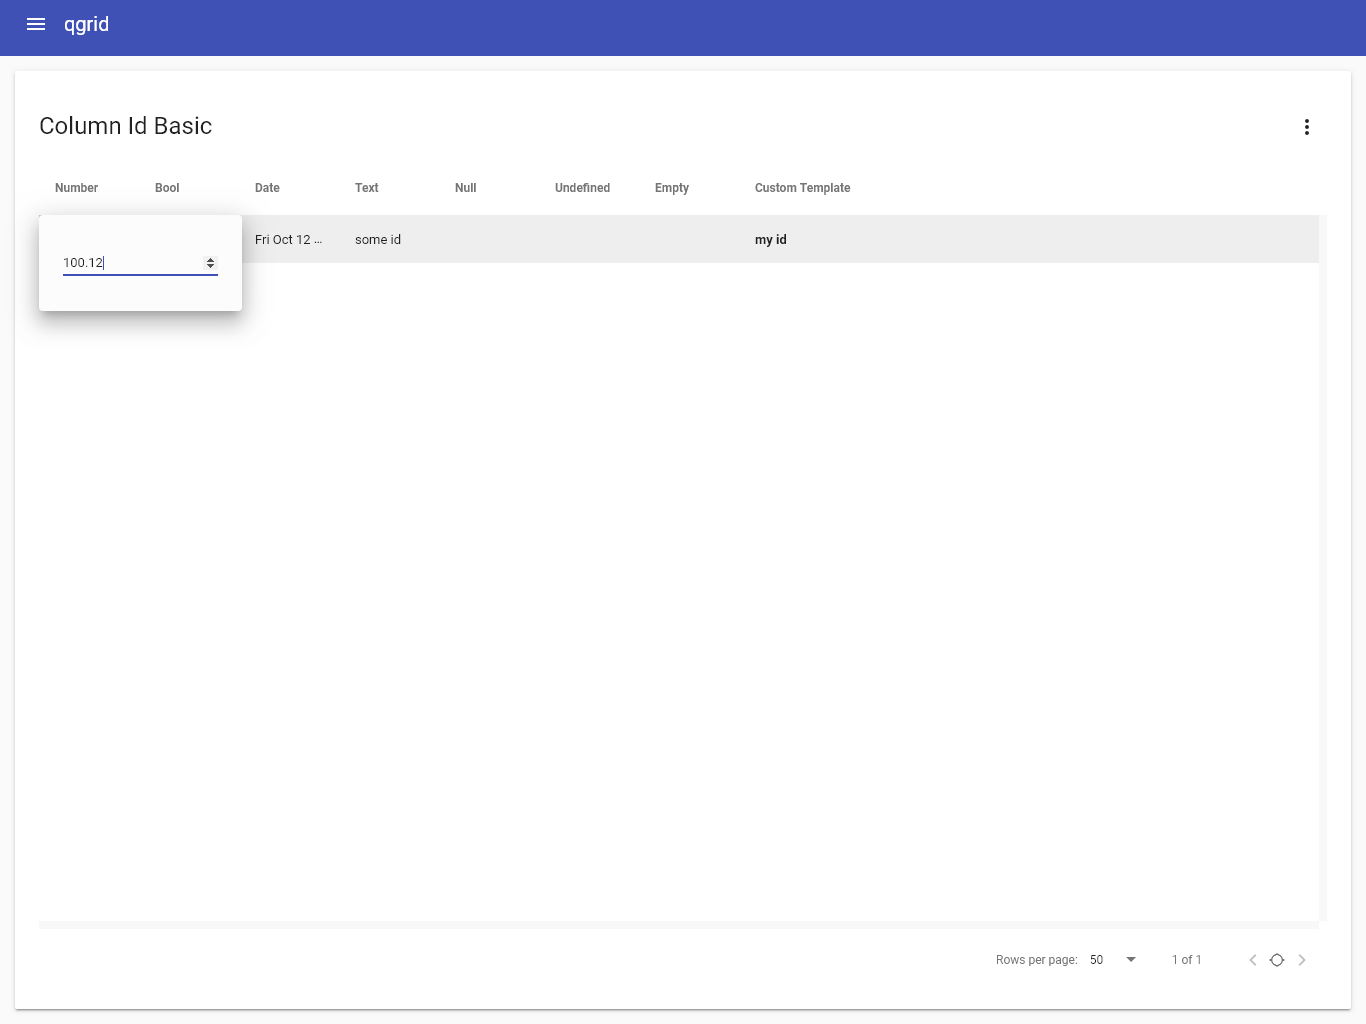 qgrid
Column Id Basic
Number Bool Date Text Null Undefined Empty Custom Template
Fri Oct 12 ... some id my id
100.12
Rows per page: 50 1 of 1